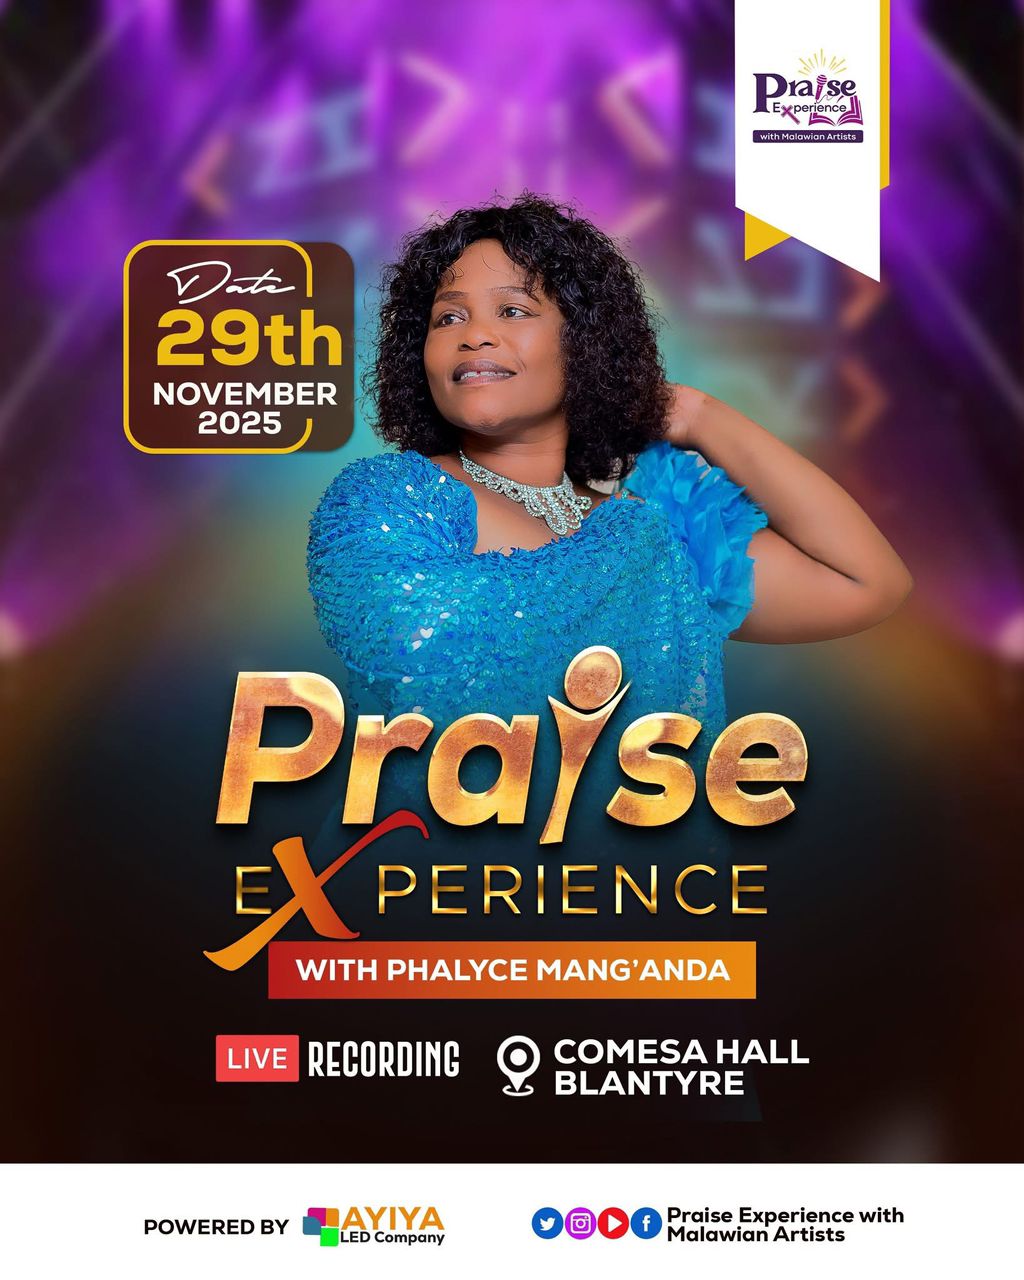 Praise
Experience
with Malawian Artists
Date
29th
NOVEMBER
2025
Praise
EXPERIENCE
WITH PHALYCE MANG'ANDA
LIVE RECORDING
COMESA HALL
BLANTYRE
POWERED BY
AYIYA
LED Company
Praise Experience with
Malawian Artists